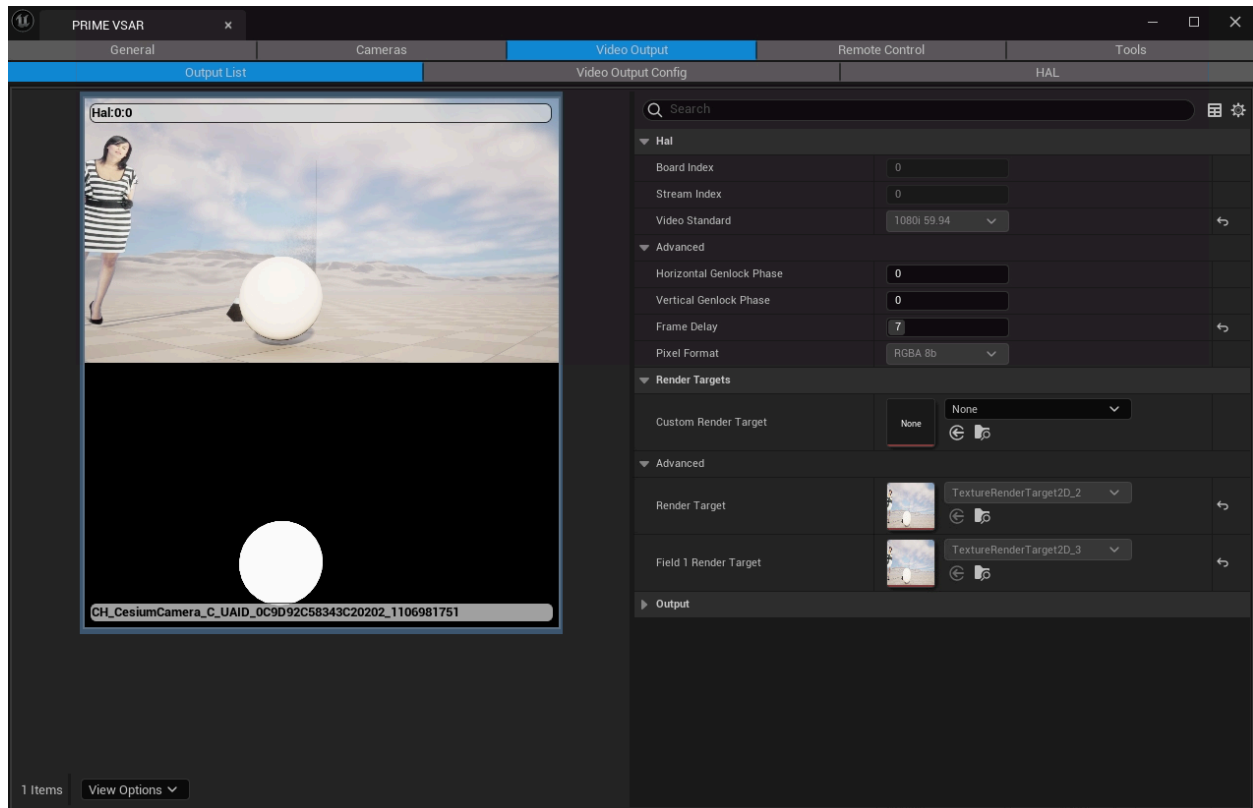 PRIME VSAR
General
Cameras
Video Output
Remote Control
Tools
Output List
Video Output Config
HAL
Hal:0:0
CH_CesiumCamera_C_UAID_0C9D92C58343C20202_1106981751
Search
Hal
Board Index
0
Stream Index
0
Video Standard
1080i 59.94
Advanced
Horizontal Genlock Phase
0
Vertical Genlock Phase
0
Frame Delay
7
Pixel Format
RGBA 8b
Render Targets
Custom Render Target
None
None
Advanced
Render Target
TextureRenderTarget2D_2
Field 1 Render Target
TextureRenderTarget2D_3
Output
1 Items
View Options